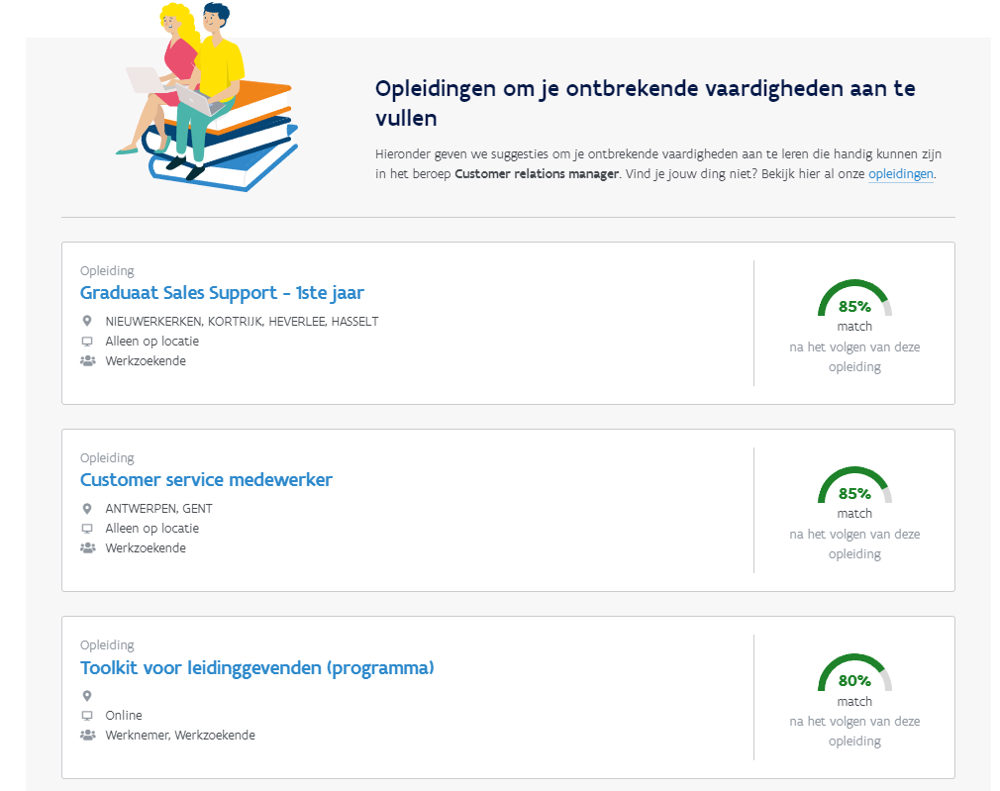 Opleidingen om je ontbrekende vaardigheden aan te
vullen
Hieronder geven we suggesties om je ontbrekende vaardigheden aan te leren die handig kunnen zijn
in het beroep Customer relations manager. Vind je jouw ding niet? Bekijk hier al onze opleidingen.
Opleiding
Graduaat Sales Support - 1ste jaar
NIEUWERKERKEN, KORTRIJK, HEVERLEE, HASSELT
Alleen op locatie
Werkzoekende
85%
match
na het volgen van deze
opleiding
Opleiding
Customer service medewerker
ANTWERPEN, GENT
Alleen op locatie
Werkzoekende
85%
match
na het volgen van deze
opleiding
Opleiding
Toolkit voor leidinggevenden (programma)
Online
Werknemer, Werkzoekende
80%
match
na het volgen van deze
opleiding